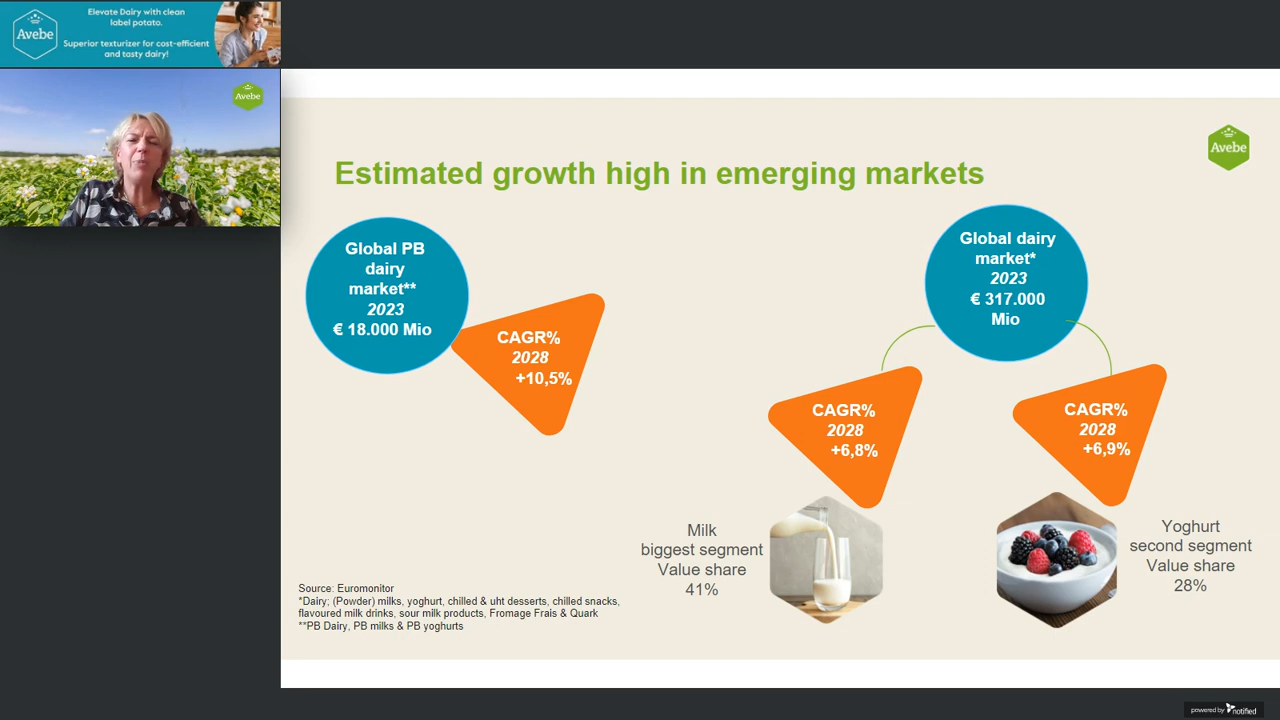 Elevate Dairy with clean
label potato.
Avebe
Superior texturizer for cost-efficient
and tasty dairy!
Avebe
Avebe
Estimated growth high in emerging markets
Global PB
dairy
market**
2023
€ 18.000 Mio
CAGR%
2028
+10,5%
Global dairy
market*
2023
€ 317.000
Mio
CAGR%
2028
+6,8%
CAGR%
2028
+6,9%
Milk
biggest segment
Value share
41%
Yoghurt
second segment
Value share
28%
Source: Euromonitor
*Dairy; (Powder) milks, yoghurt, chilled & uht desserts, chilled snacks,
flavoured milk drinks, sour milk products, Fromage Frais & Quark
**PB Dairy, PB milks & PB yoghurts
powered by notified